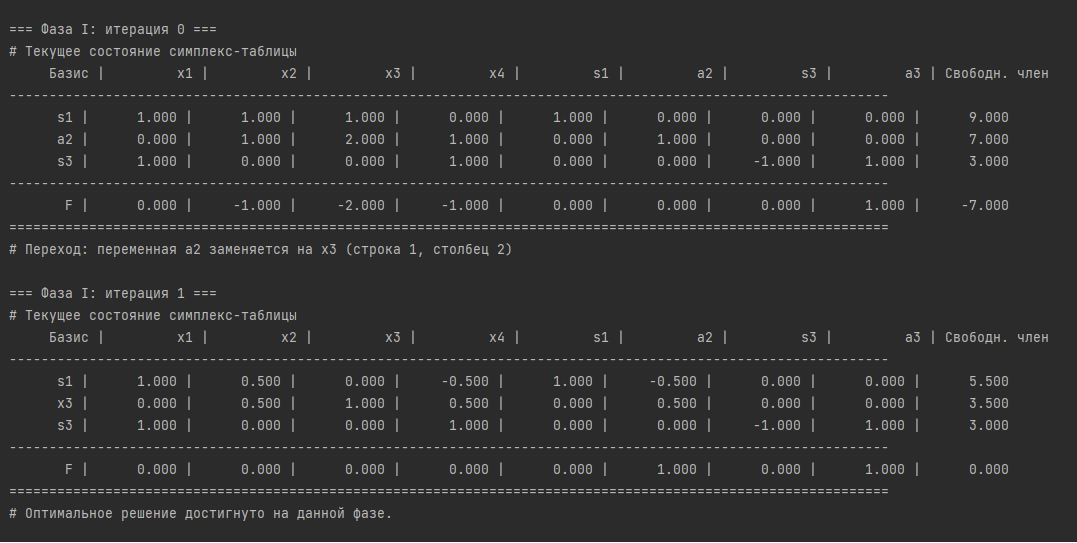 === Фаза I: итерация 0 ===
# Текущее состояние симплекс-таблицы
     Базис |         x1 |         x2 |         x3 |         x4 |         s1 |         a2 |         s3 |         a3 | Свободн. член
--------------------------------------------------------------------------------------------------------------
      s1 |      1.000 |      1.000 |      1.000 |      0.000 |      1.000 |      0.000 |      0.000 |      0.000 |      9.000
      a2 |      0.000 |      1.000 |      2.000 |      1.000 |      0.000 |      1.000 |      0.000 |      0.000 |      7.000
      s3 |      1.000 |      0.000 |      0.000 |      1.000 |      0.000 |      0.000 |     -1.000 |      1.000 |      3.000
--------------------------------------------------------------------------------------------------------------
       F |      0.000 |     -1.000 |     -2.000 |     -1.000 |      0.000 |      0.000 |      0.000 |      1.000 |     -7.000
==============================================================================================================
# Переход: переменная a2 заменяется на x3 (строка 1, столбец 2)
=== Фаза I: итерация 1 ===
# Текущее состояние симплекс-таблицы
     Базис |         x1 |         x2 |         x3 |         x4 |         s1 |         a2 |         s3 |         a3 | Свободн. член
--------------------------------------------------------------------------------------------------------------
      s1 |      1.000 |      0.500 |      0.000 |     -0.500 |      1.000 |     -0.500 |      0.000 |      0.000 |      5.500
      x3 |      0.000 |      0.500 |      1.000 |      0.500 |      0.000 |      0.500 |      0.000 |      0.000 |      3.500
      s3 |      1.000 |      0.000 |      0.000 |      1.000 |      0.000 |      0.000 |     -1.000 |      1.000 |      3.000
--------------------------------------------------------------------------------------------------------------
       F |      0.000 |      0.000 |      0.000 |      0.000 |      0.000 |      1.000 |      0.000 |      1.000 |      0.000
==============================================================================================================
# Оптимальное решение достигнуто на данной фазе.